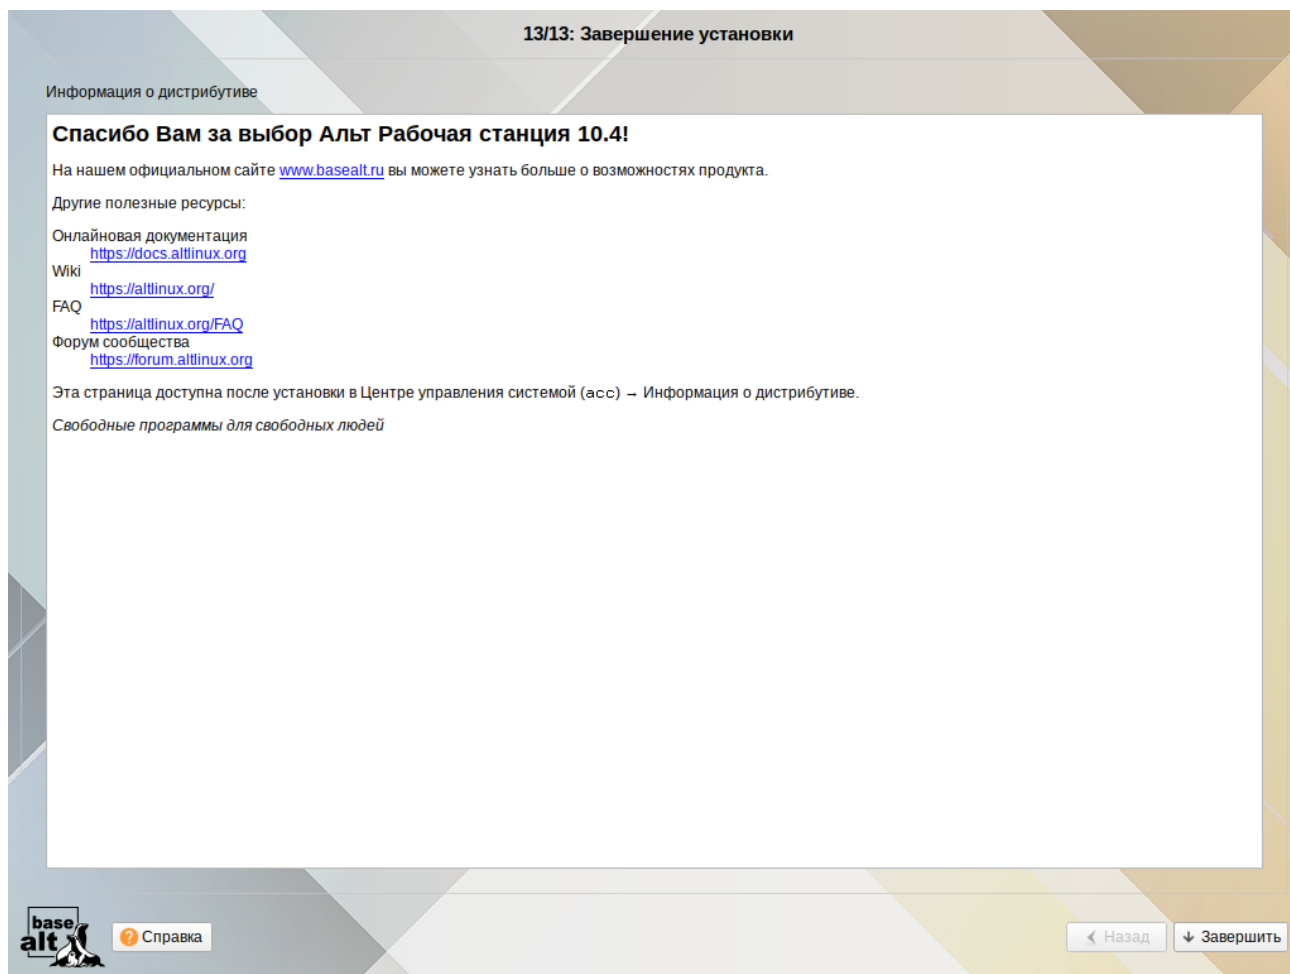 13/13: Завершение установки
Информация о дистрибутиве
Спасибо Вам за выбор Альт Рабочая станция 10.4!
На нашем официальном сайте www.basealt.ru вы можете узнать больше о возможностях продукта.
Другие полезные ресурсы:
Онлайновая документация
https://docs.altlinux.org
Wiki
https://altlinux.org/
FAQ
https://altlinux.org/FAQ
Форум сообщества
https://forum.altlinux.org
Эта страница доступна после установки в Центре управления системой (acc) → Информация о дистрибутиве.
Свободные программы для свободных людей
base
alt
Справка
Назад
Завершить